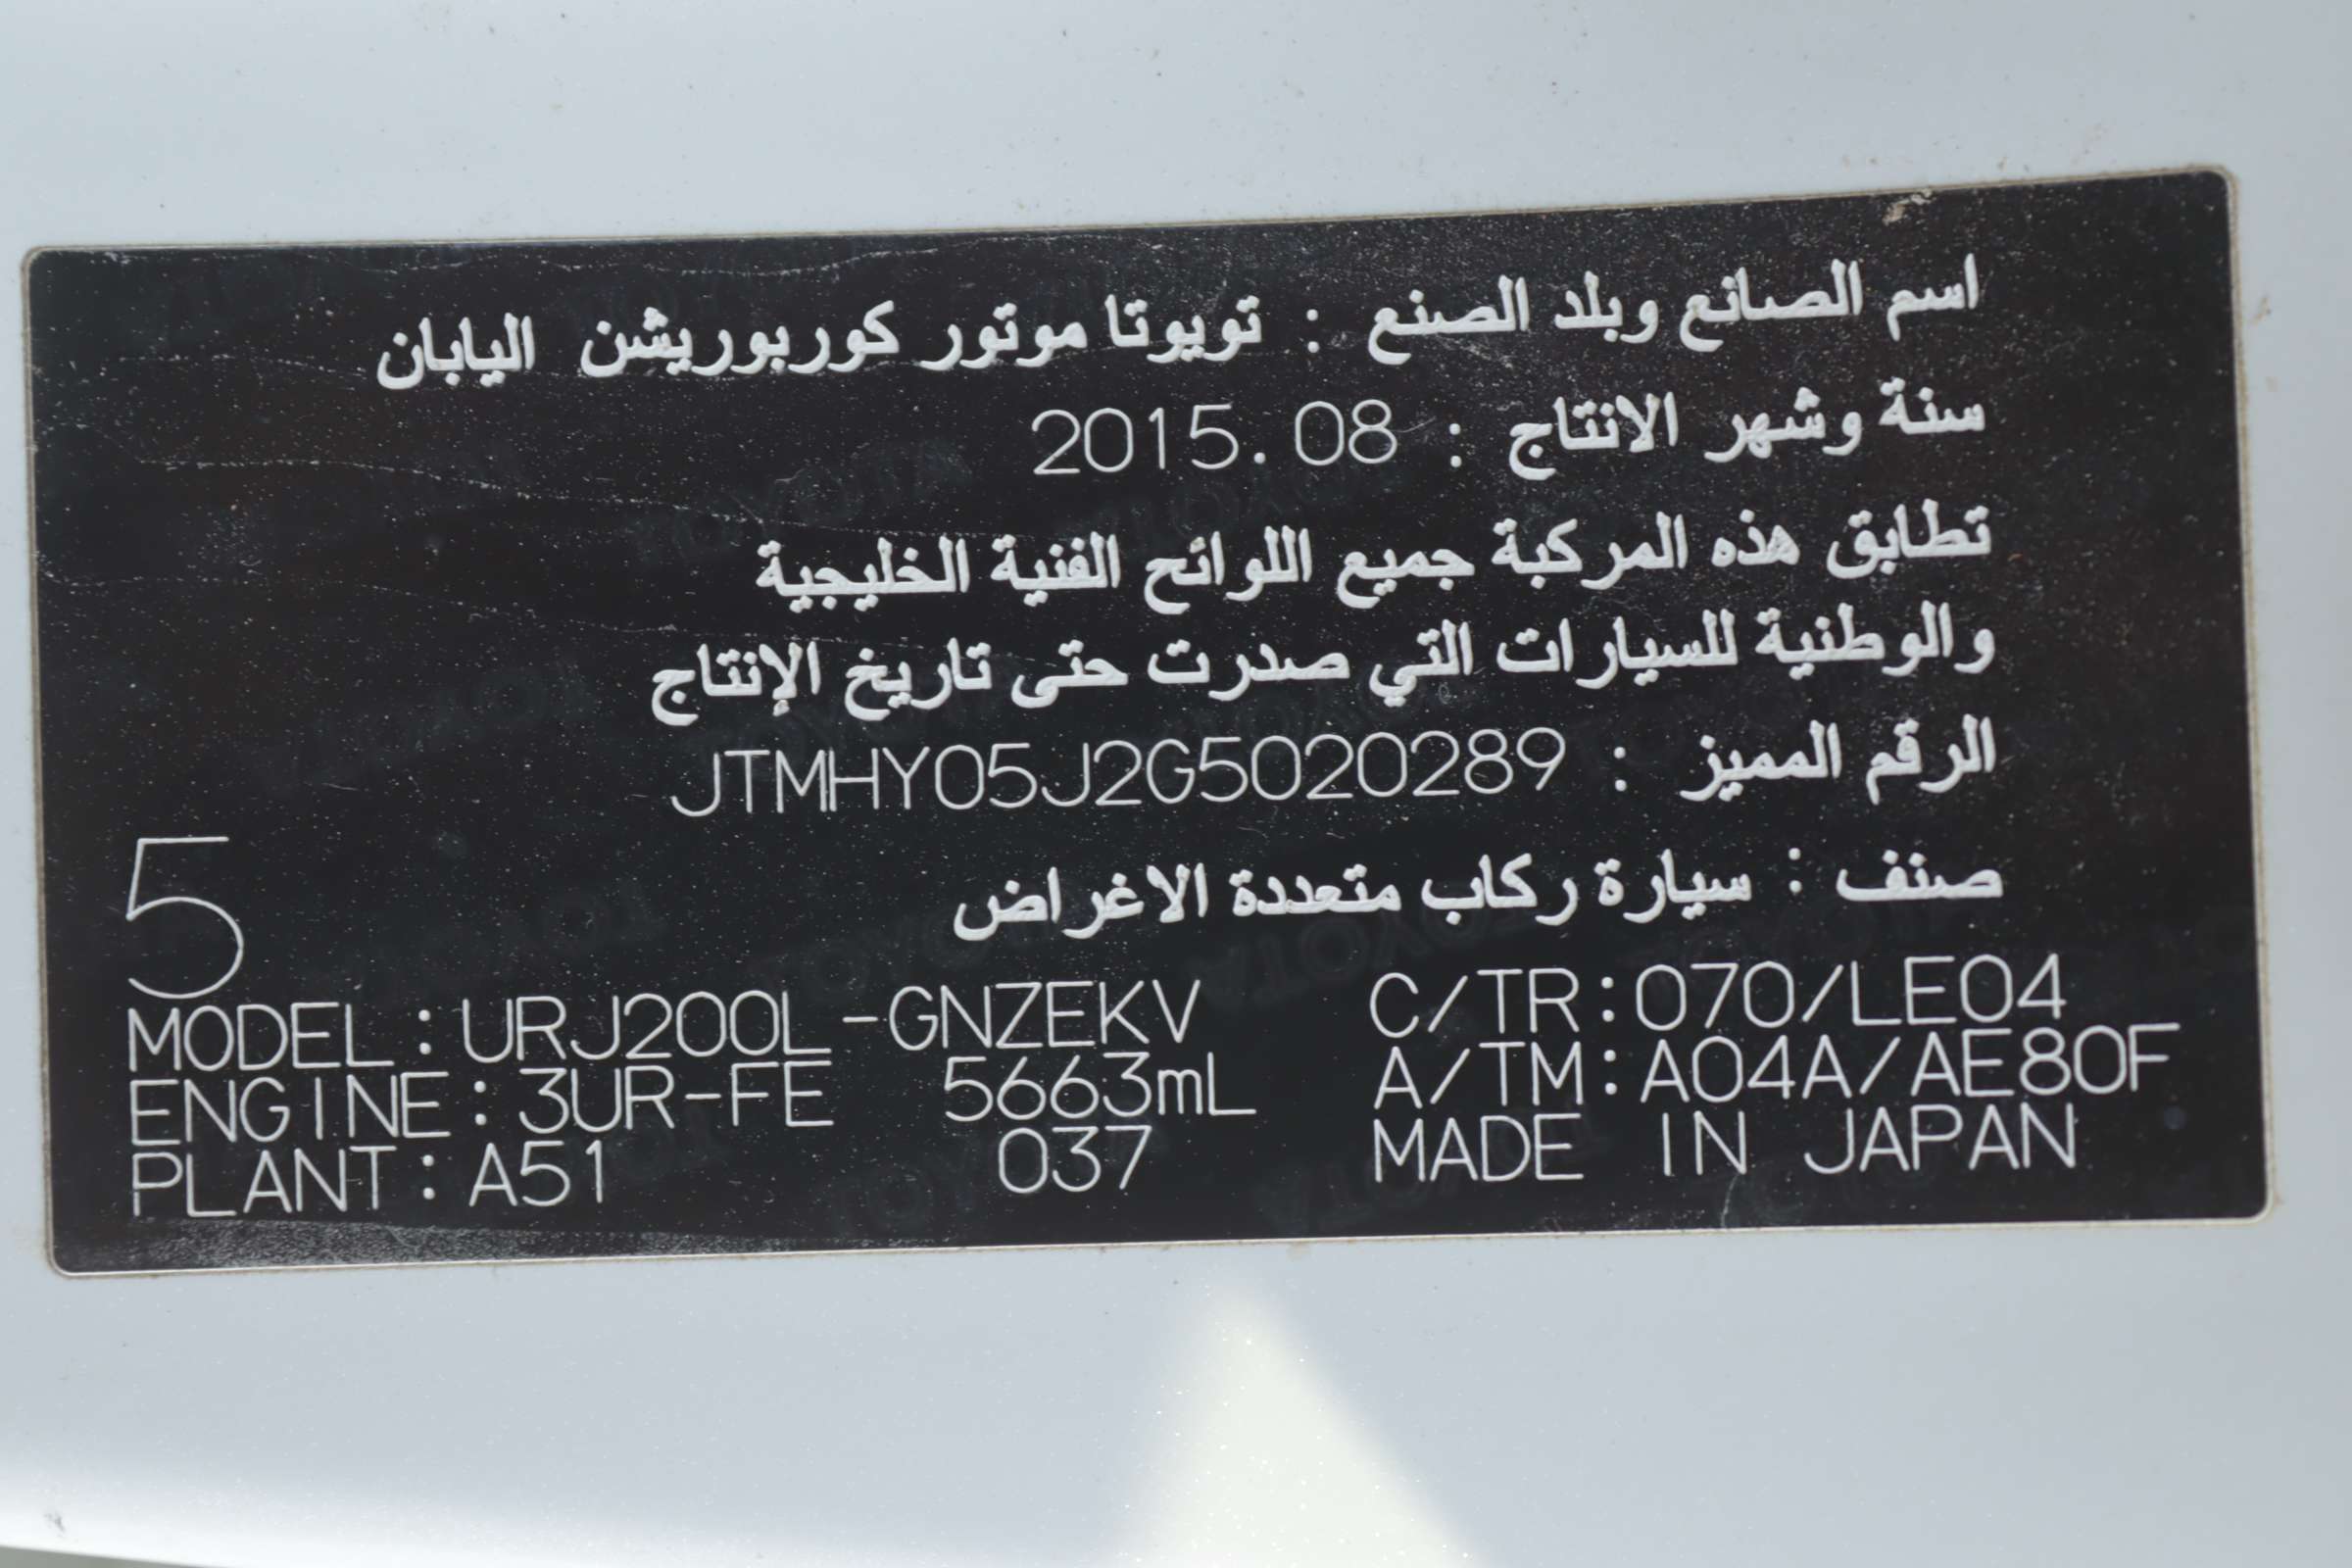 اسم الصانع وبلد الصنع : تويوتا موتور كوربوريشن اليابان
سنة وشهر الانتاج : 2015.08
تطابق هذه المركبة جميع اللوائح الفنية الخليجية
والوطنية للسيارات التي صدرت حتى تاريخ الإنتاج
الرقم المميز : JTMHY05J2G5020289
صنف : سيارة ركاب متعددة الاغراض
5
MODEL:URJ200L-GNZEKV C/TR:070/LE04
ENGINE:3UR-FE 5663mL A/TM:A04A/AE80F
PLANT:A51 037 MADE IN JAPAN